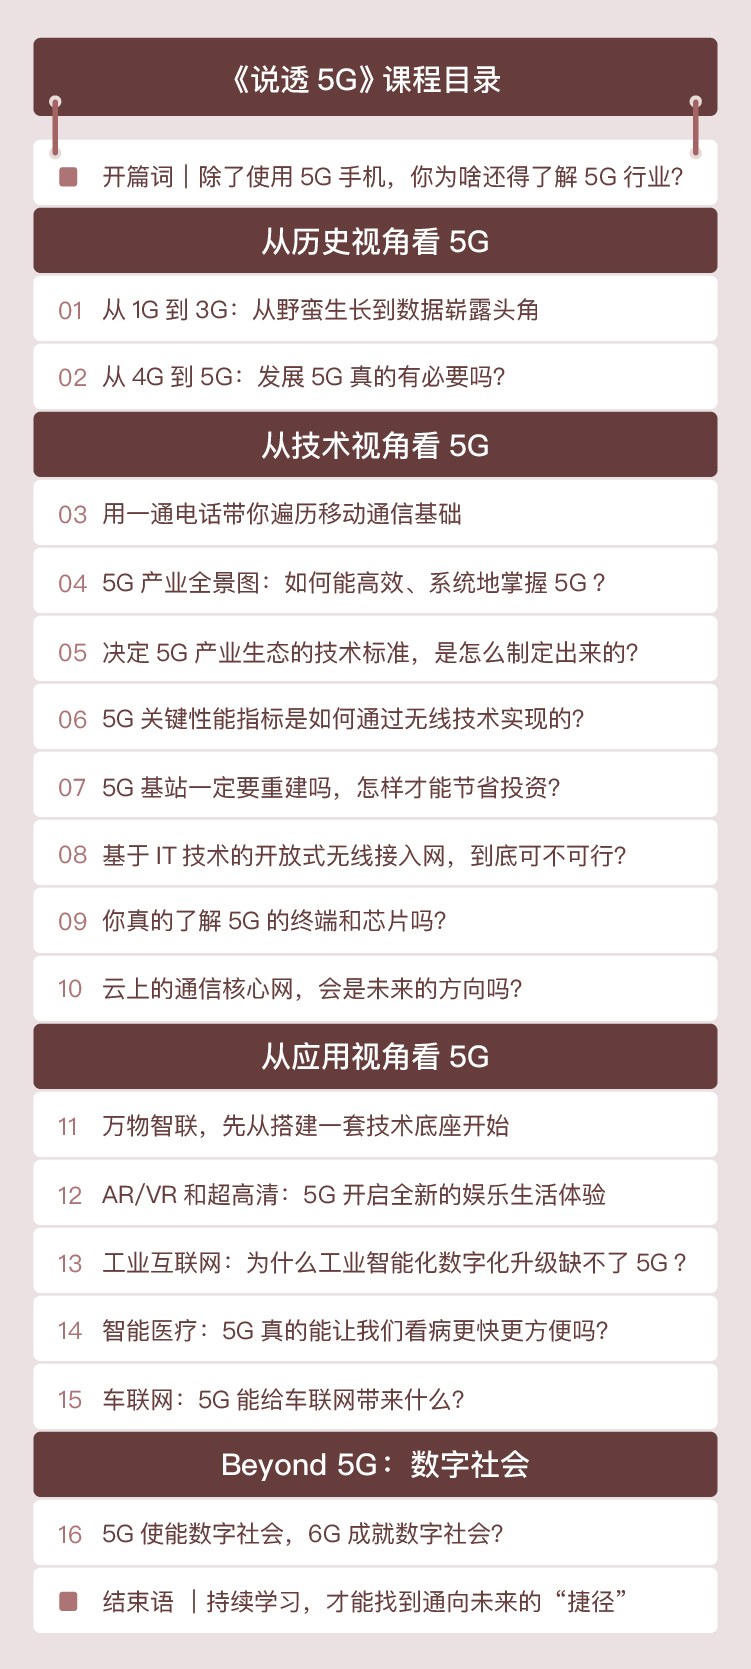 《说透 5G》课程目录
开篇词｜除了使用 5G 手机，你为啥还得了解 5G 行业?
从历史视角看 5G
01 从 1G 到 3G：从野蛮生长到数据崭露头角
02 从 4G 到 5G：发展 5G 真的有必要吗?
从技术视角看 5G
03 用一通电话带你遍历移动通信基础
04 5G 产业全景图：如何能高效、系统地掌握 5G ?
05 决定 5G 产业生态的技术标准，是怎么制定出来的?
06 5G 关键性能指标是如何通过无线技术实现的?
07 5G 基站一定要重建吗，怎样才能节省投资?
08 基于 IT 技术的开放式无线接入网，到底可不可行?
09 你真的了解 5G 的终端和芯片吗?
10 云上的通信核心网，会是未来的方向吗?
从应用视角看 5G
11 万物智联，先从搭建一套技术底座开始
12 AR/VR 和超高清：5G 开启全新的娱乐生活体验
13 工业互联网：为什么工业智能化数字化升级缺不了 5G ?
14 智能医疗：5G 真的能让我们看病更快更方便吗?
15 车联网：5G 能给车联网带来什么?
Beyond 5G：数字社会
16 5G 使能数字社会，6G 成就数字社会?
结束语 ｜持续学习，才能找到通向未来的“捷径”